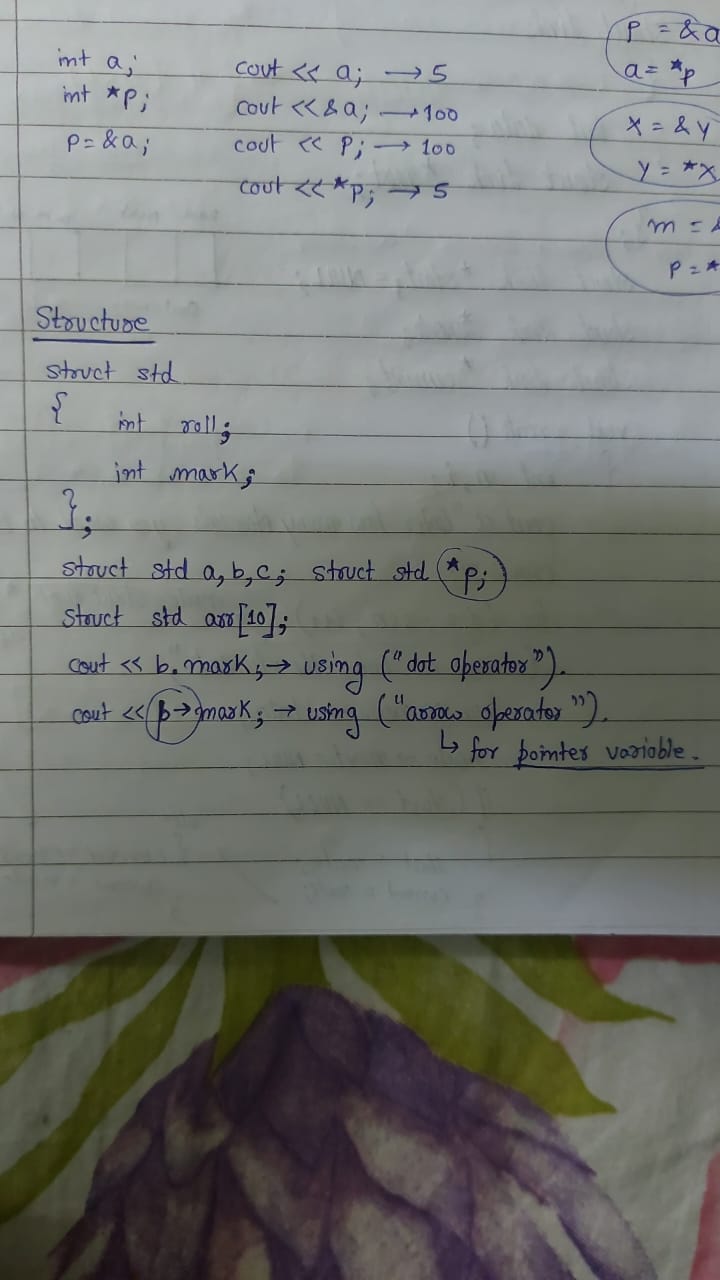 int a;    cout << a; → 5    p = &a
int *p;    cout << &a; → 100    a = *p
p = &a;    cout << p; → 100    x = &y
cout << *p; → 5    y = *x
m =
p = *
Structure
struct std
{ int roll;
int mark;
};
struct std a, b, c; struct std *p;
struct std arr[10];
cout << b.mark; → using ("dot operator").
cout << p→mark; → using ("arrow operator").
↳ for pointer variable.